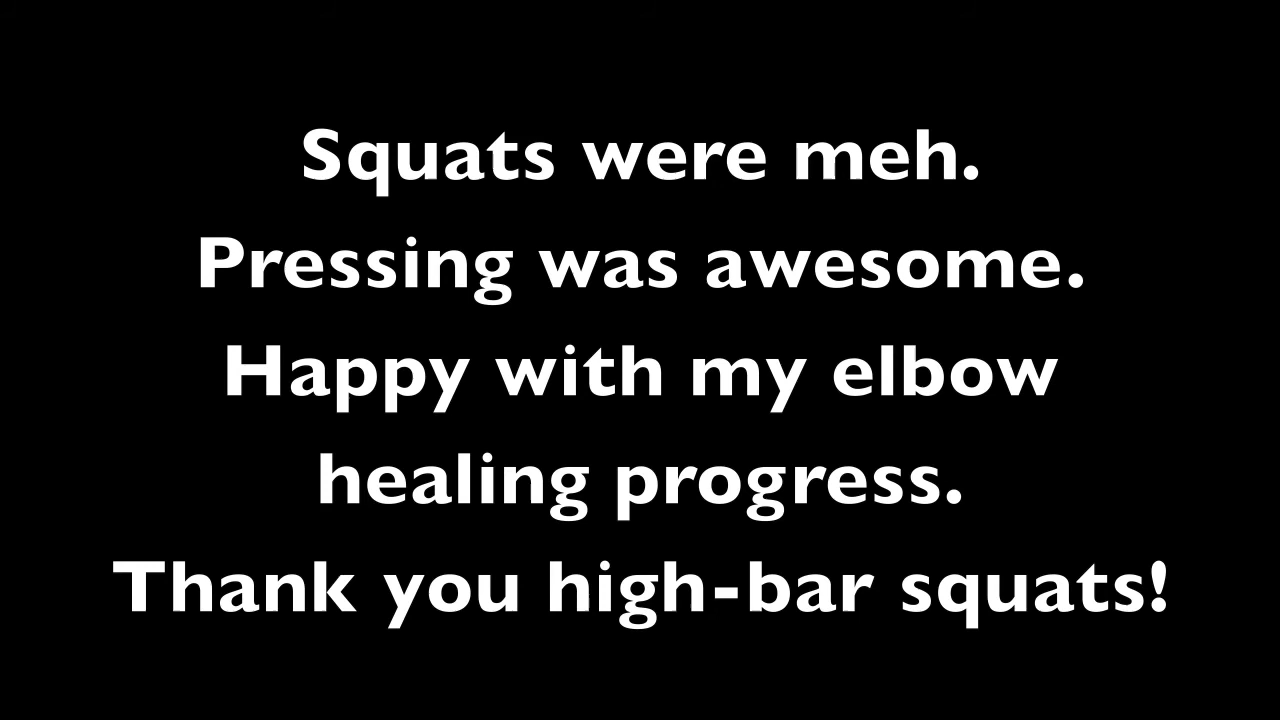 Squats were meh.
Pressing was awesome.
Happy with my elbow
healing progress.
Thank you high-bar squats!